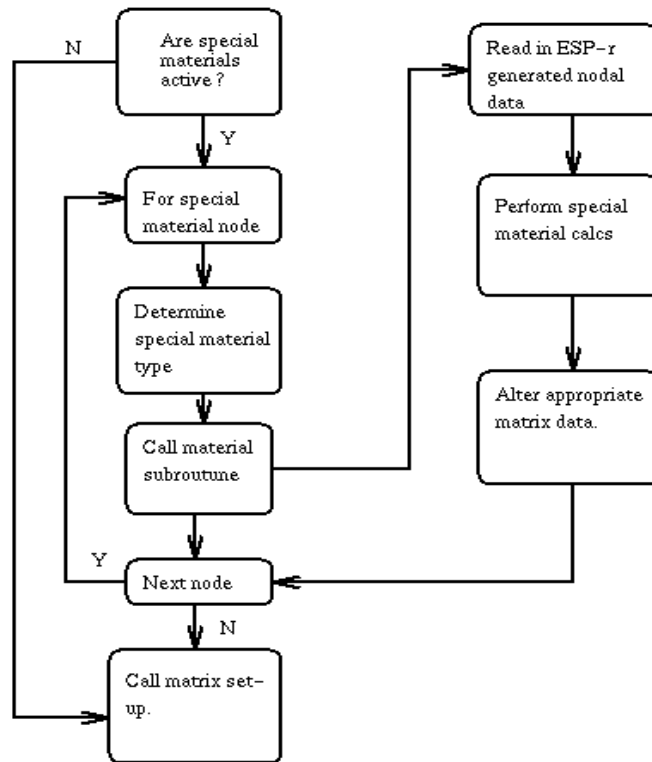 N
Are special
materials
active ?
Y
For special
material node
Determine
special material
type
Call material
subroutune
Y
Next node
N
Call matrix set-
up.
Read in ESP-r
generated nodal
data
Perform special
material calcs
Alter appropriate
matrix data.